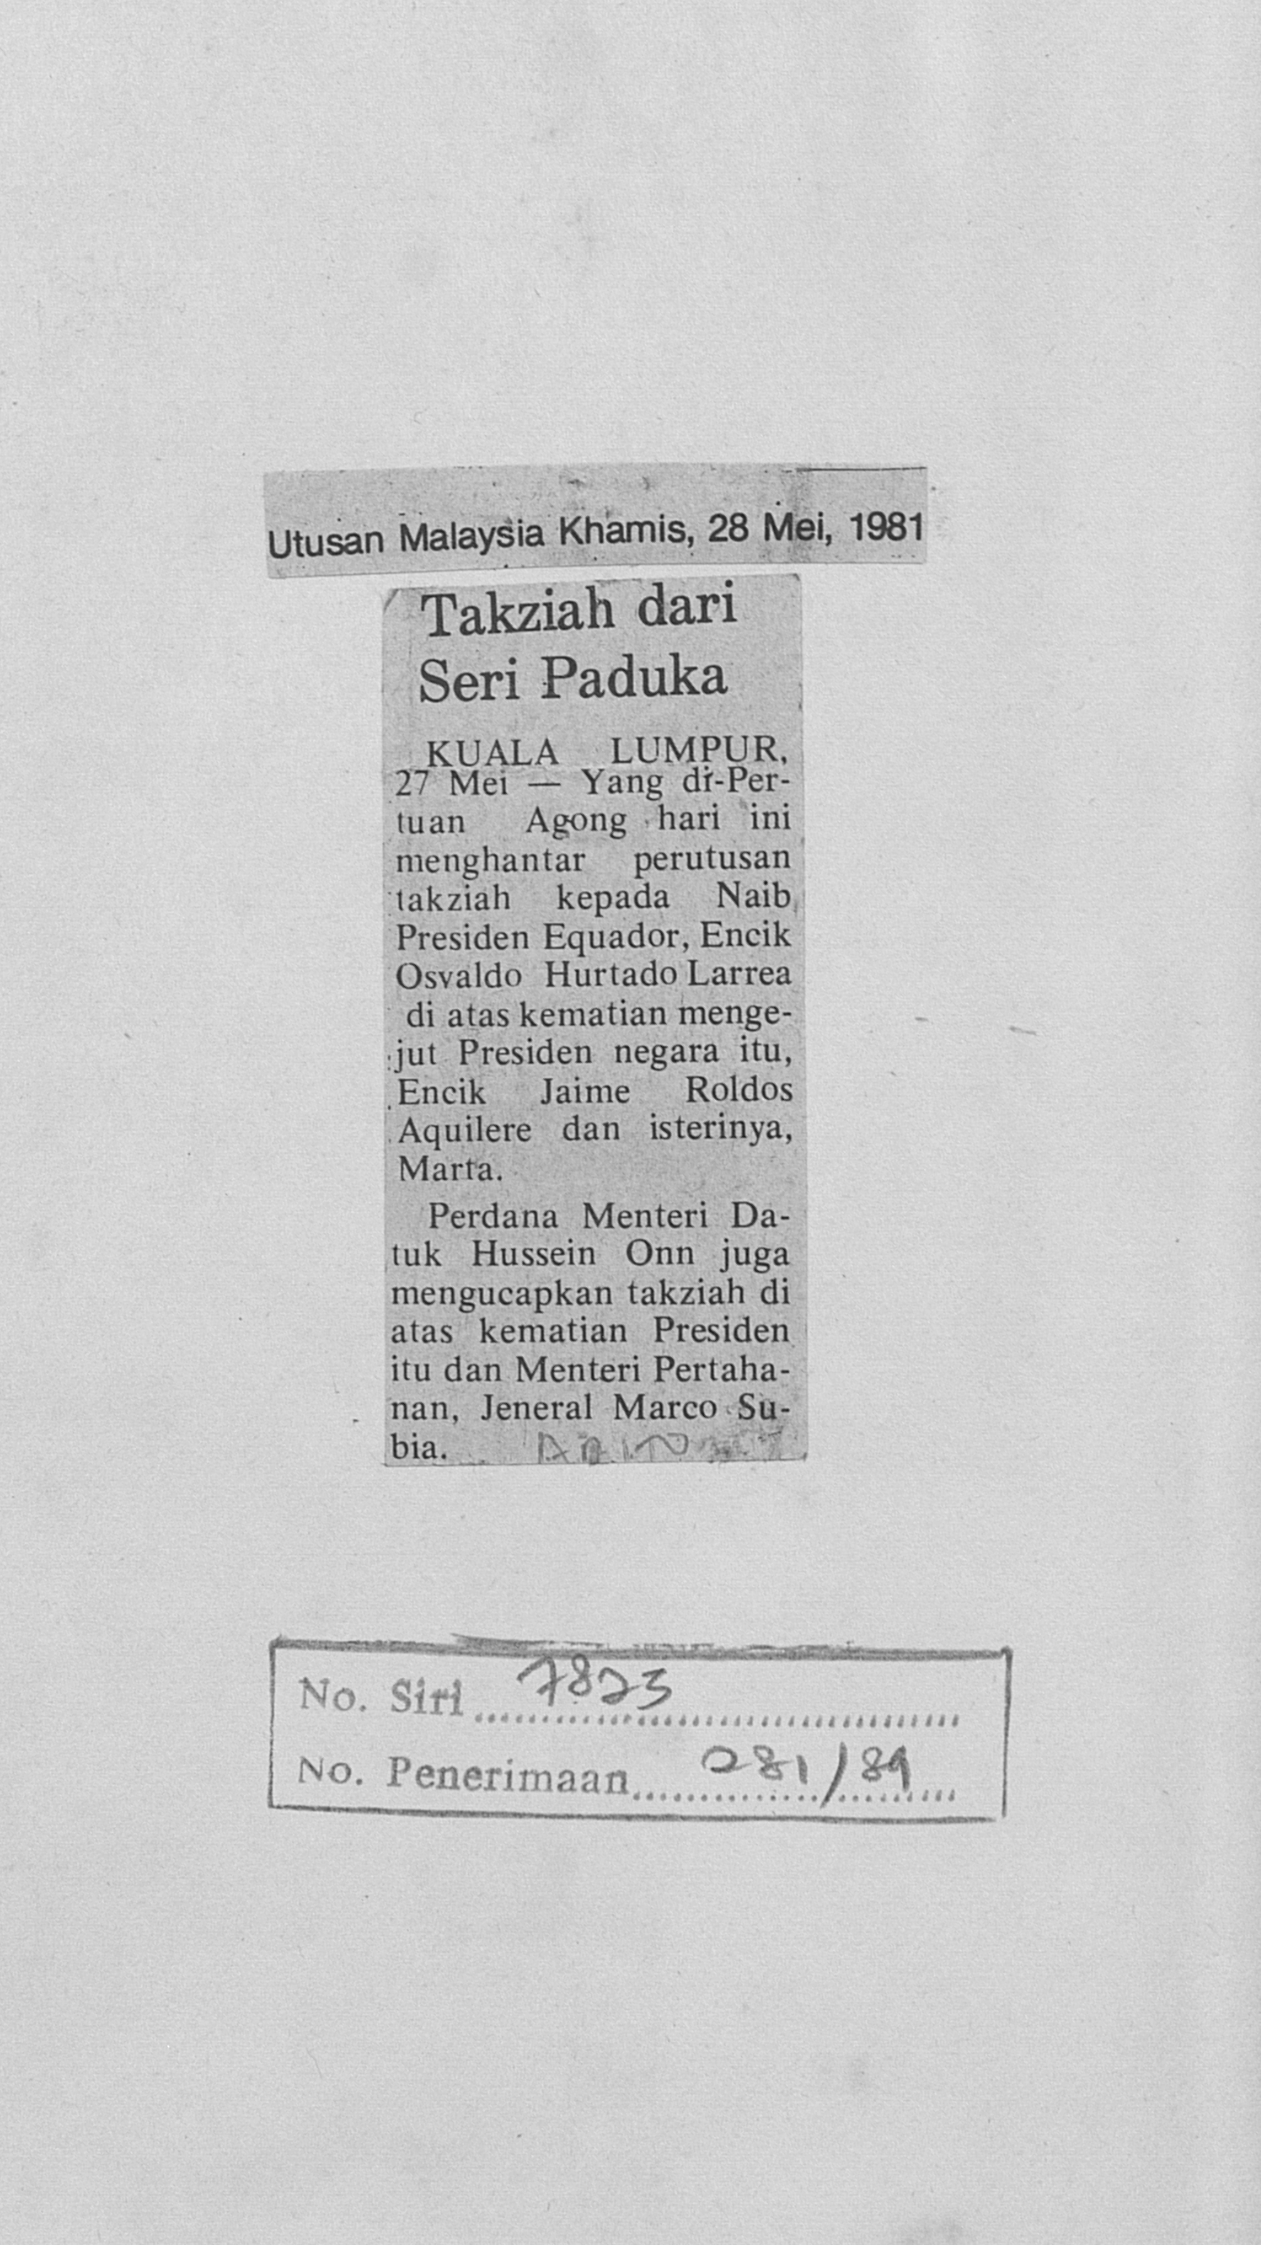 Utusan Malaysia Khamis, 28 Mei, 1981
Takziah dari
Seri Paduka
KUALA LUMPUR,
27 Mei — Yang di-Per-
tuan Agong hari ini
menghantar perutusan
takziah kepada Naib
Presiden Equador, Encik
Osvaldo Hurtado Larrea
di atas kematian menge-
jut Presiden negara itu,
Encik Jaime Roldos
Aquilere dan isterinya,
Marta.
Perdana Menteri Da-
tuk Hussein Onn juga
mengucapkan takziah di
atas kematian Presiden
itu dan Menteri Pertaha-
nan, Jeneral Marco Su-
bia.
No. Siri 7873
No. Penerimaan 281/89